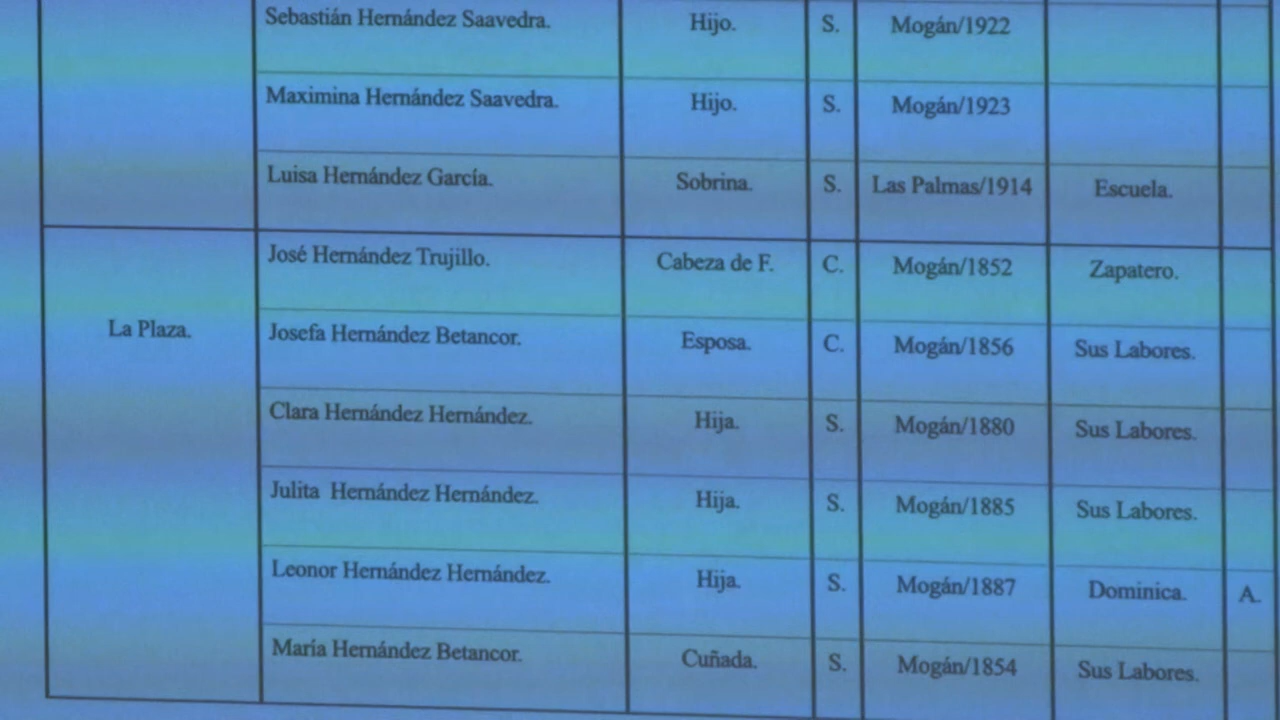 Sebastián Hernández Saavedra. Hijo. S. Mogán/1922
Maximina Hernández Saavedra. Hijo. S. Mogán/1923
Luisa Hernández García. Sobrina. S. Las Palmas/1914 Escuela.
José Hernández Trujillo. Cabeza de F. C. Mogán/1852 Zapatero.
La Plaza. Josefa Hernández Betancor. Esposa. C. Mogán/1856 Sus Labores.
Clara Hernández Hernández. Hija. S. Mogán/1880 Sus Labores.
Julita Hernández Hernández. Hija. S. Mogán/1885 Sus Labores.
Leonor Hernández Hernández. Hija. S. Mogán/1887 Dominica. A.
María Hernández Betancor. Cuñada. S. Mogán/1854 Sus Labores.